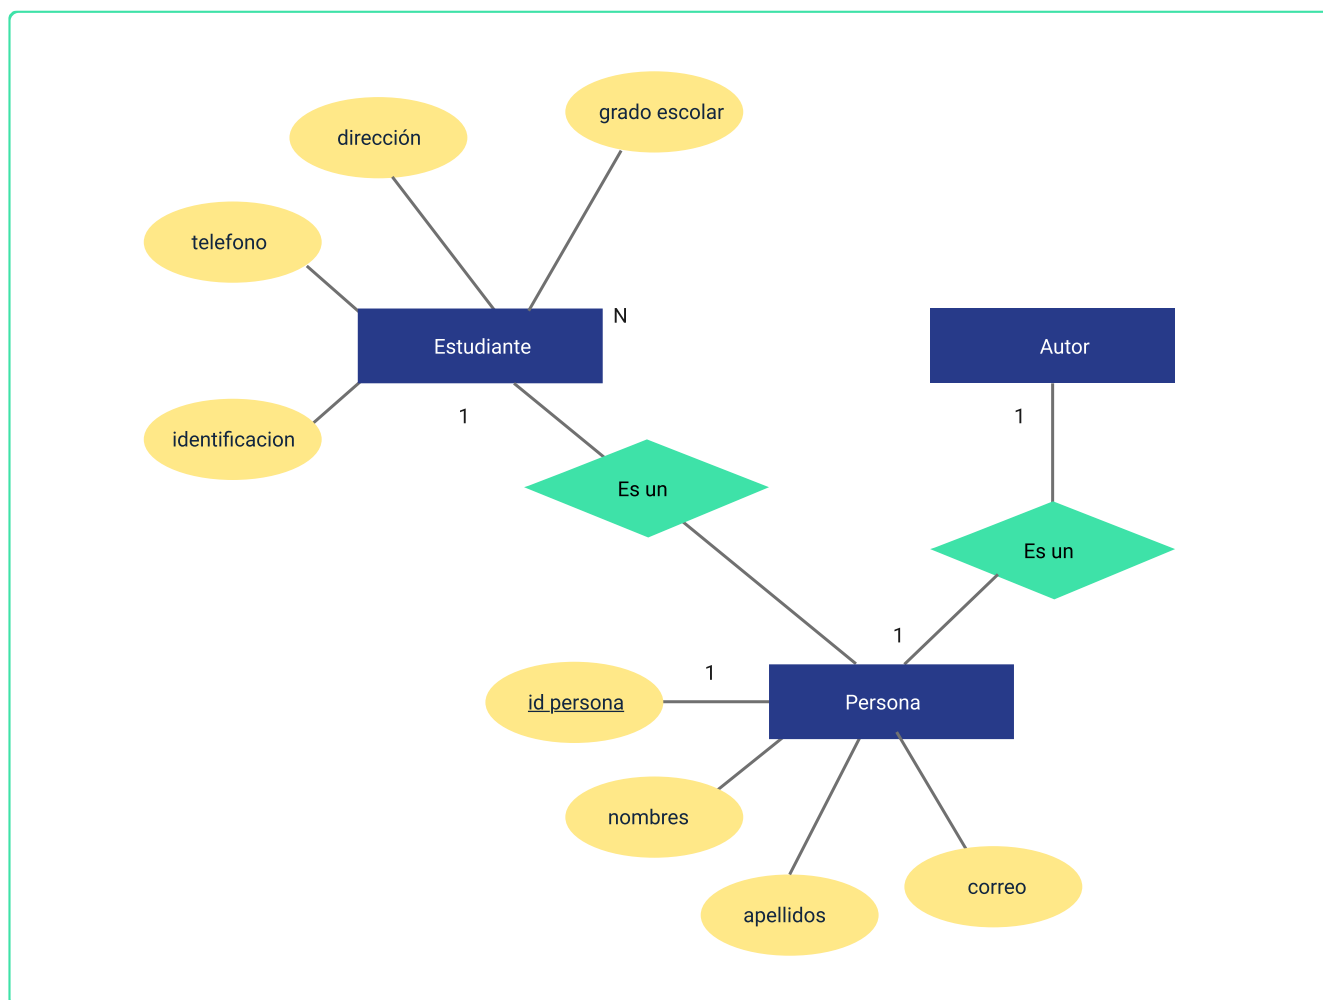 grado escolar
dirección
telefono
N
Estudiante
Autor
1
1
identificacion
Es un
Es un
1
1
id persona
Persona
nombres
correo
apellidos